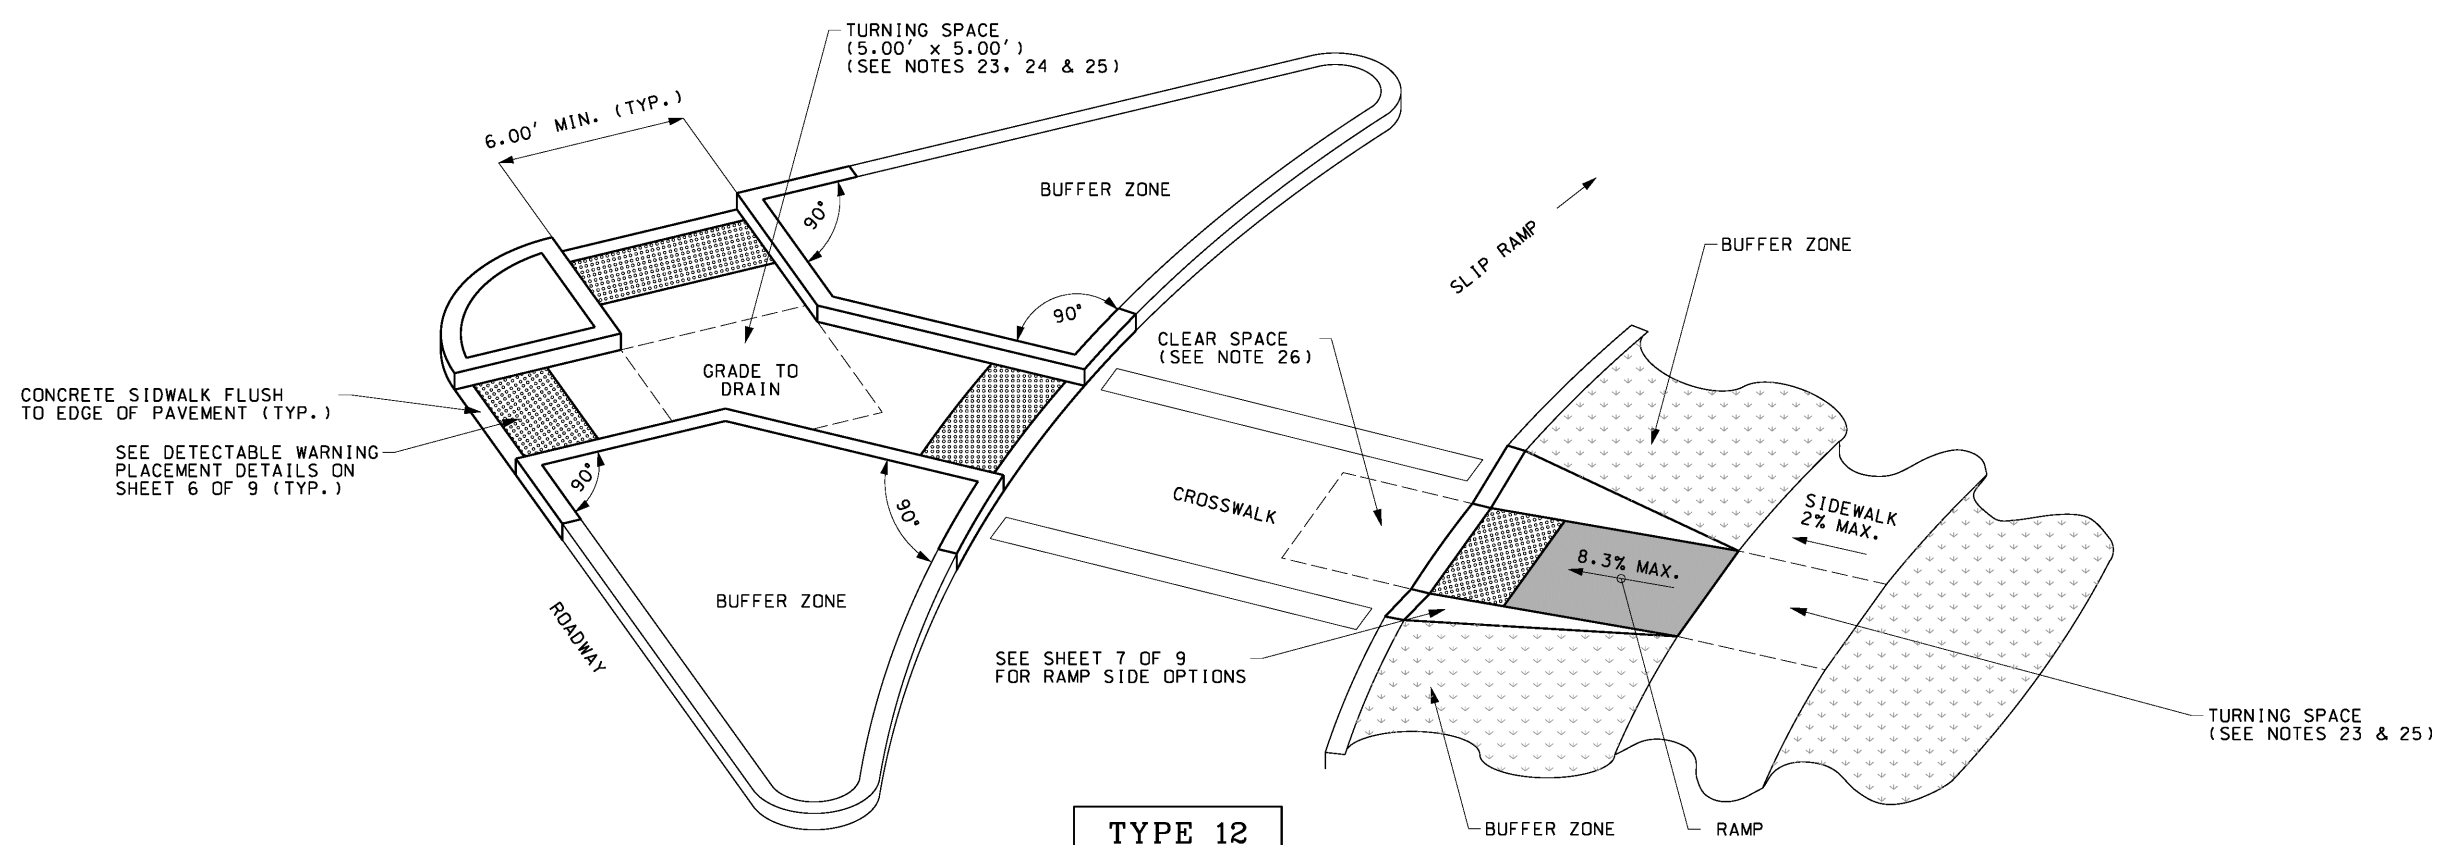 TURNING SPACE
(5.00' x 5.00')
(SEE NOTES 23, 24 & 25)
6.00' MIN. (TYP.)
BUFFER ZONE
90°
90°
SLIP RAMP
BUFFER ZONE
CLEAR SPACE
(SEE NOTE 26)
GRADE TO
DRAIN
CONCRETE SIDWALK FLUSH
TO EDGE OF PAVEMENT (TYP.)
SEE DETECTABLE WARNING
PLACEMENT DETAILS ON
SHEET 6 OF 9 (TYP.)
90°
90°
CROSSWALK
SIDEWALK
2% MAX.
8.3% MAX.
BUFFER ZONE
ROADWAY
SEE SHEET 7 OF 9
FOR RAMP SIDE OPTIONS
TURNING SPACE
(SEE NOTES 23 & 25)
BUFFER ZONE
RAMP
TYPE 12